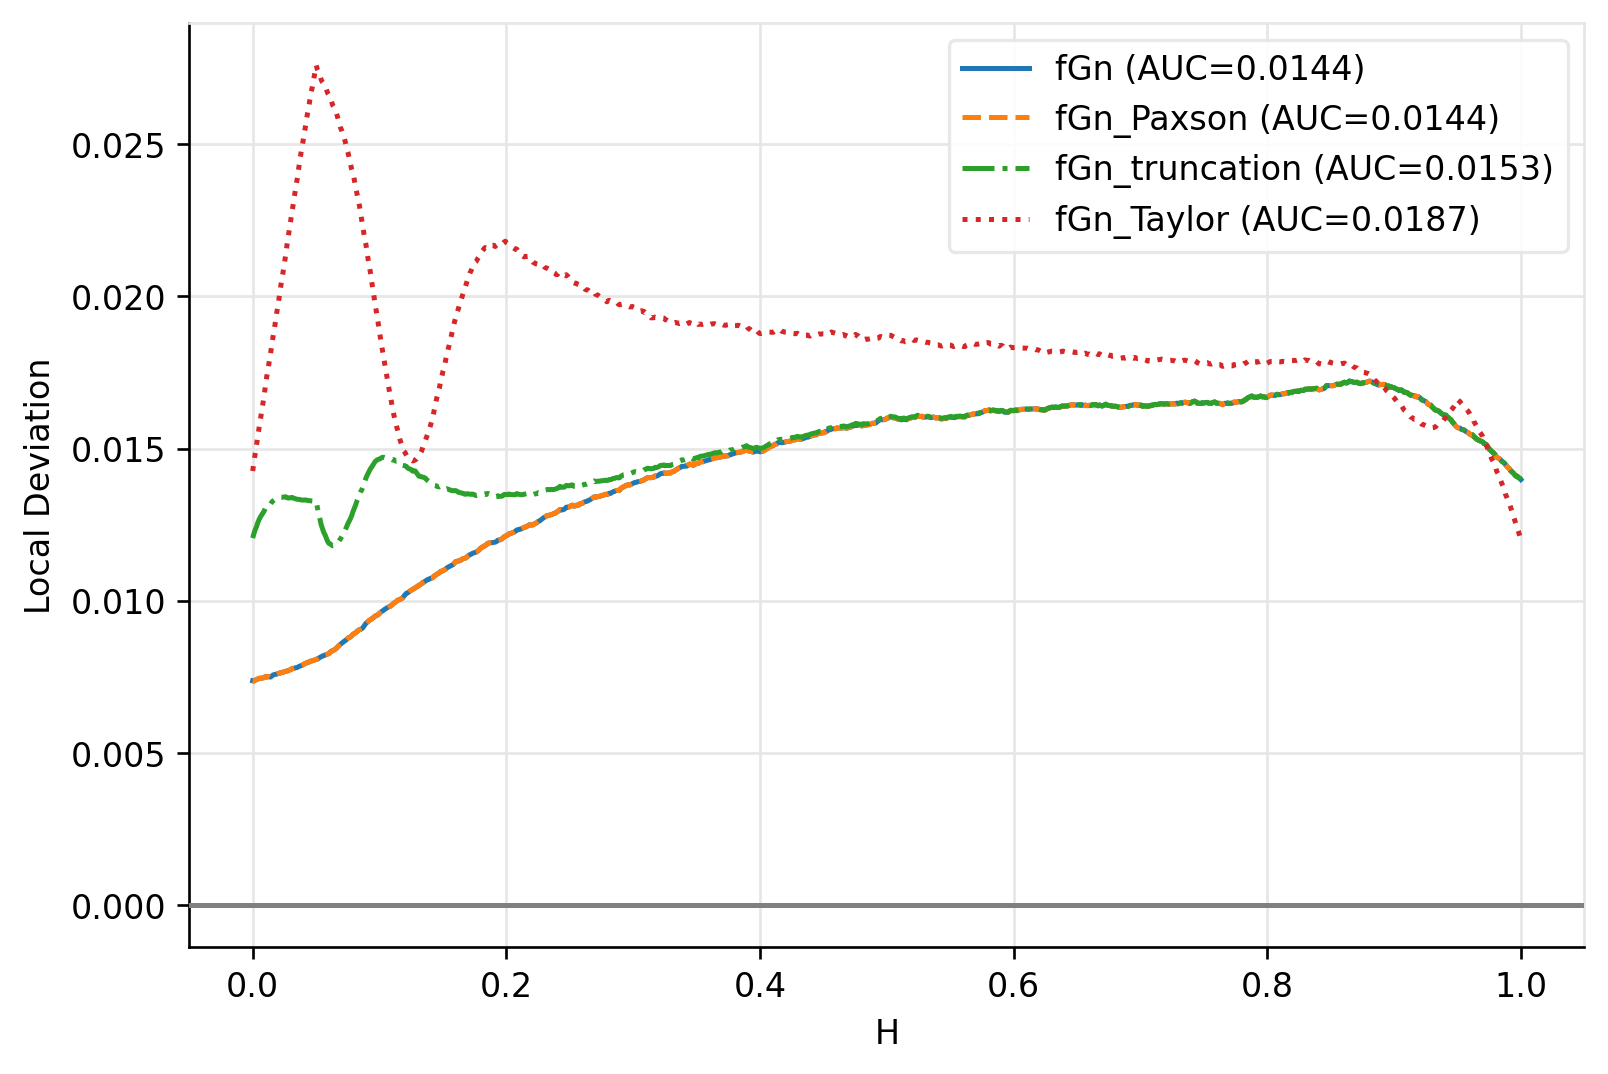 fGn (AUC=0.0144)
fGn_Paxson (AUC=0.0144)
fGn_truncation (AUC=0.0153)
fGn_Taylor (AUC=0.0187)
Local Deviation
0.025
0.020
0.015
0.010
0.005
0.000
0.0 0.2 0.4 0.6 0.8 1.0
H